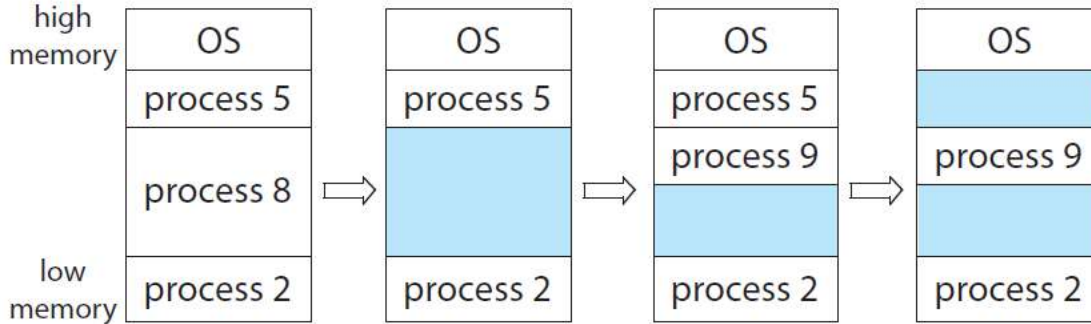 high
memory
OS
process 5
process 8
low
memory
process 2
OS
process 5
process 2
OS
process 5
process 9
process 2
OS
process 9
process 2